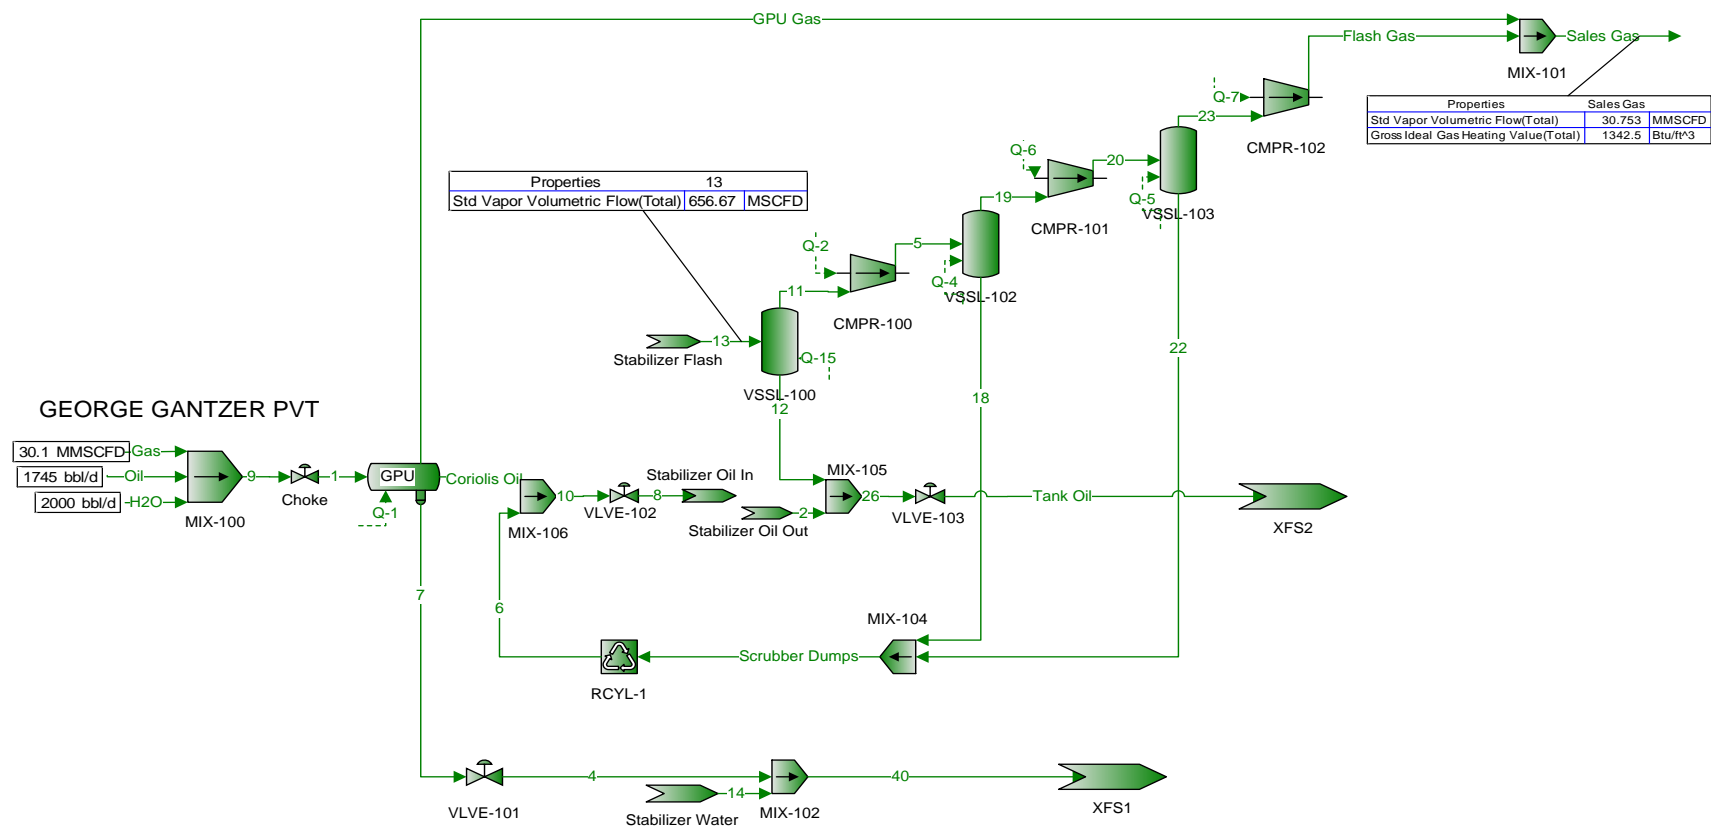 GPU Gas
Flash Gas
Sales Gas
MIX-101
Properties Sales Gas
Std Vapor Volumetric Flow(Total) 30.753 MMSCFD
Gross Ideal Gas Heating Value(Total) 1342.5 Btu/ft^3
Q-7
23
CMPR-102
Q-6
20
Q-5
VSSL-103
19
CMPR-101
Properties 13
Std Vapor Volumetric Flow(Total) 656.67 MSCFD
Q-2
5
Q-4
VSSL-102
11
CMPR-100
13
Stabilizer Flash
Q-15
VSSL-100
12
22
18
GEORGE GANTZER PVT
30.1 MMSCFD
Gas
1745 bbl/d
Oil
2000 bbl/d
H2O
MIX-100
9
Choke
1
GPU
Q-1
Coriolis Oil
MIX-106
10
VLVE-102
8
Stabilizer Oil In
2
Stabilizer Oil Out
MIX-105
26
VLVE-103
Tank Oil
XFS2
7
6
MIX-104
Scrubber Dumps
RCYL-1
VLVE-101
4
14
Stabilizer Water
MIX-102
40
XFS1